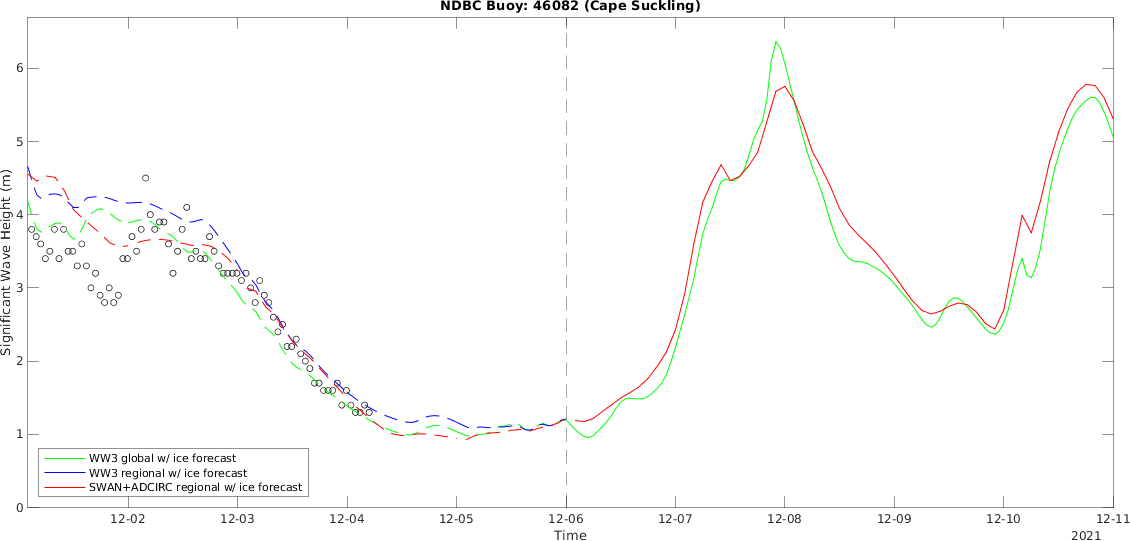 NDBC Buoy: 46082 (Cape Suckling)
Significant Wave Height (m)
6
5
4
3
2
1
0
WW3 global w/ ice forecast
WW3 regional w/ ice forecast
SWAN+ADCIRC regional w/ ice forecast
12-02 12-03 12-04 12-05 12-06 12-07 12-08 12-09 12-10 12-11
Time
2021